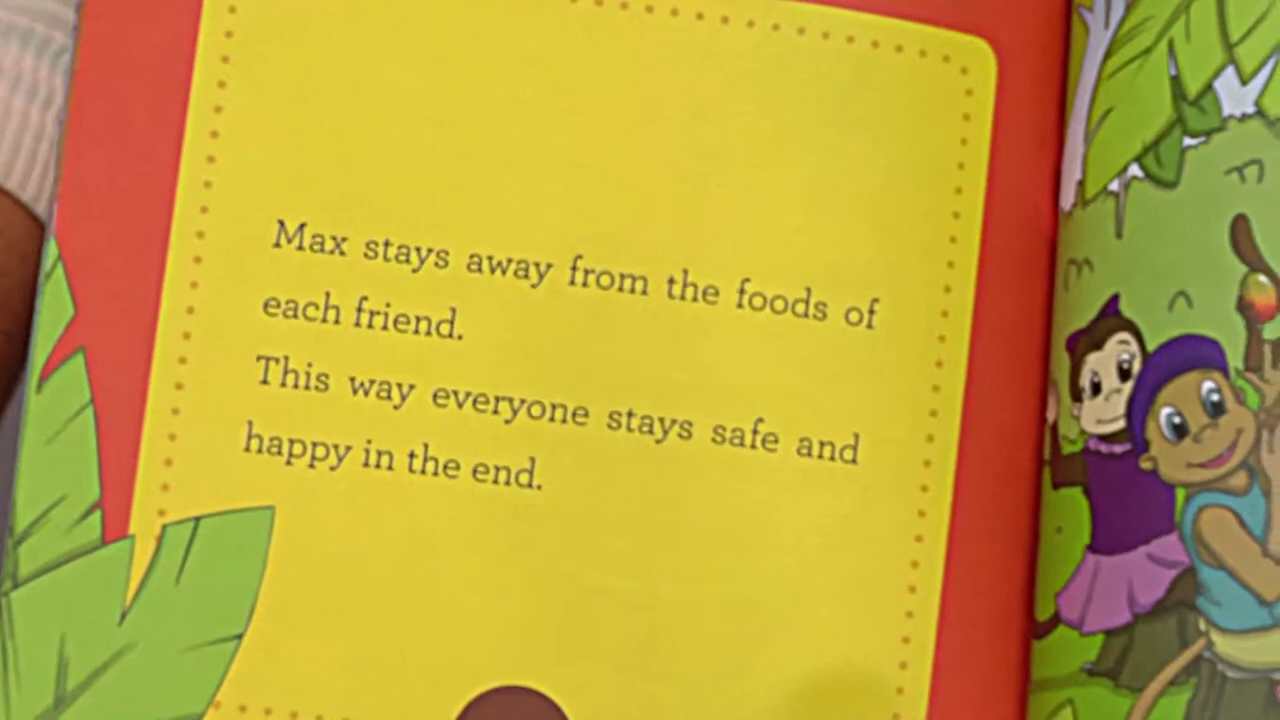 Max stays away from the foods of
each friend.
This way everyone stays safe and
happy in the end.